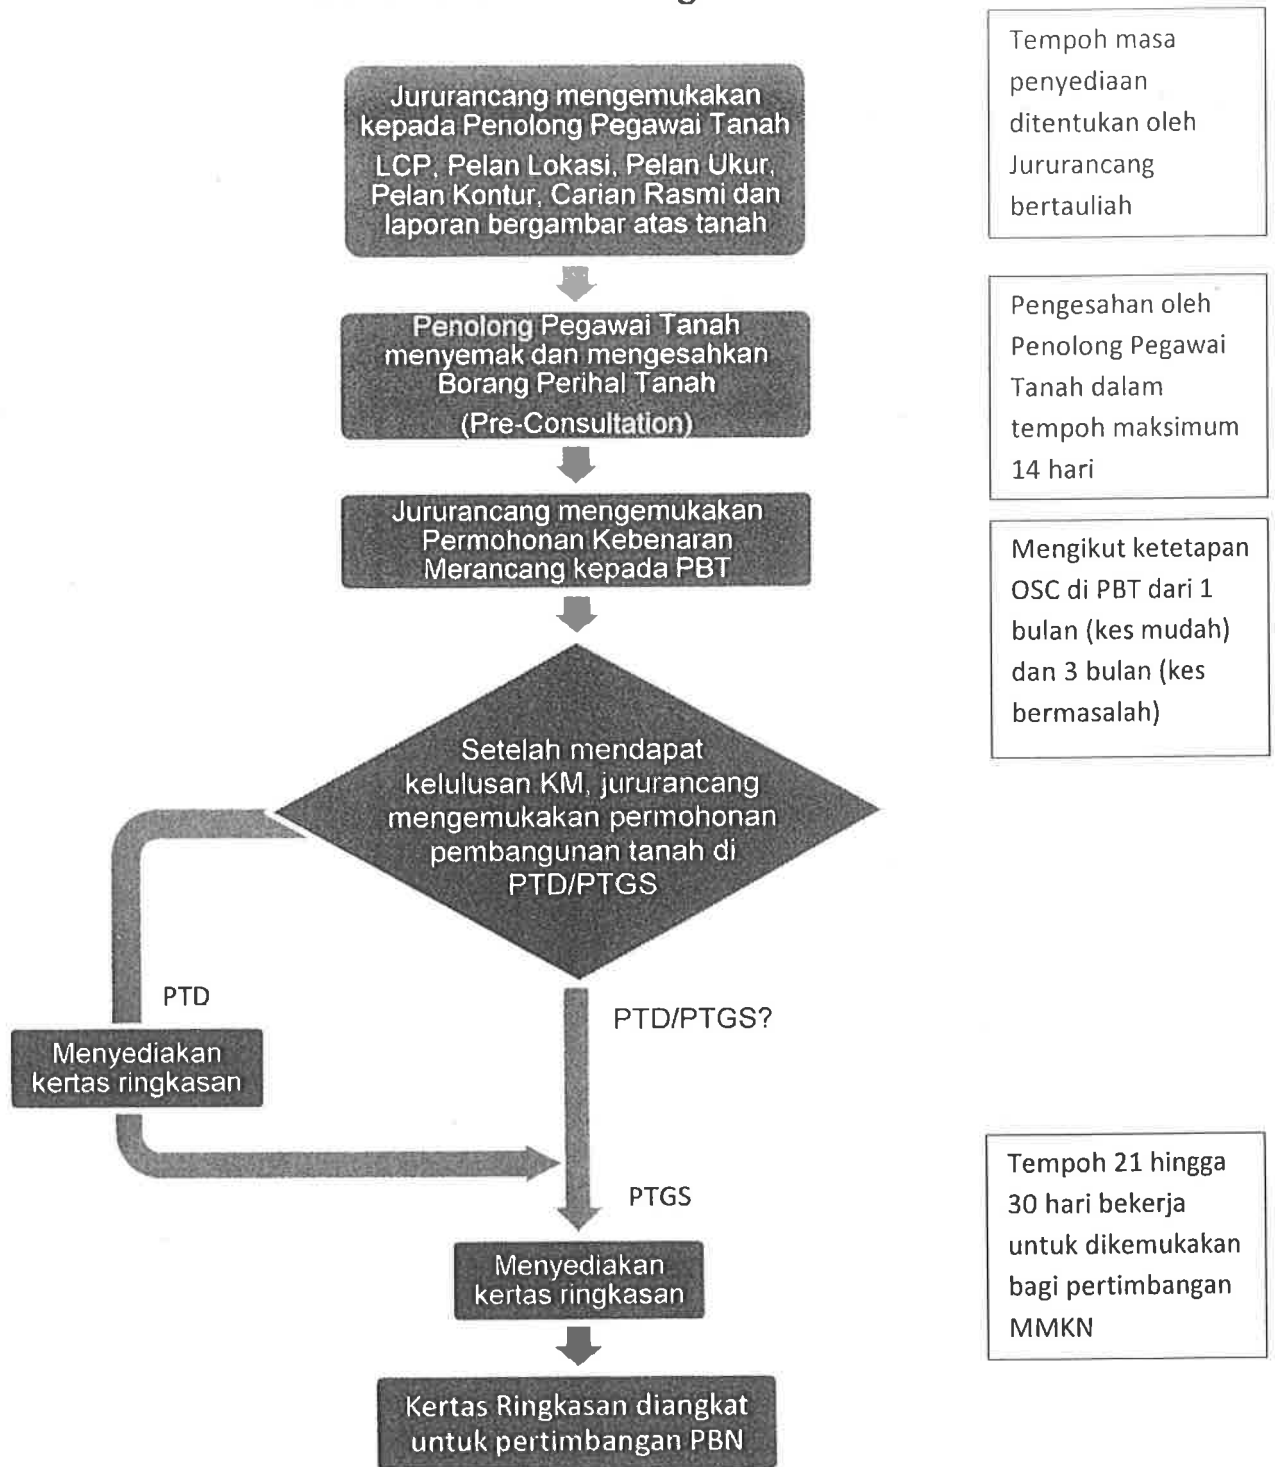 Jururancang mengemukakan
kepada Penolong Pegawai Tanah
LCP, Pelan Lokasi, Pelan Ukur,
Pelan Kontur, Carian Rasmi dan
laporan bergambar atas tanah
Tempoh masa
penyediaan
ditentukan oleh
Jururancang
bertauliah
Penolong Pegawai Tanah
menyemak dan mengesahkan
Borang Perihal Tanah
(Pre-Consultation)
Pengesahan oleh
Penolong Pegawai
Tanah dalam
tempoh maksimum
14 hari
Jururancang mengemukakan
Permohonan Kebenaran
Merancang kepada PBT
Mengikut ketetapan
OSC di PBT dari 1
bulan (kes mudah)
dan 3 bulan (kes
bermasalah)
Setelah mendapat
kelulusan KM, jururancang
mengemukakan permohonan
pembangunan tanah di
PTD/PTGS
PTD
PTD/PTGS?
Menyediakan
kertas ringkasan
PTGS
Menyediakan
kertas ringkasan
Tempoh 21 hingga
30 hari bekerja
untuk dikemukakan
bagi pertimbangan
MMKN
Kertas Ringkasan diangkat
untuk pertimbangan PBN